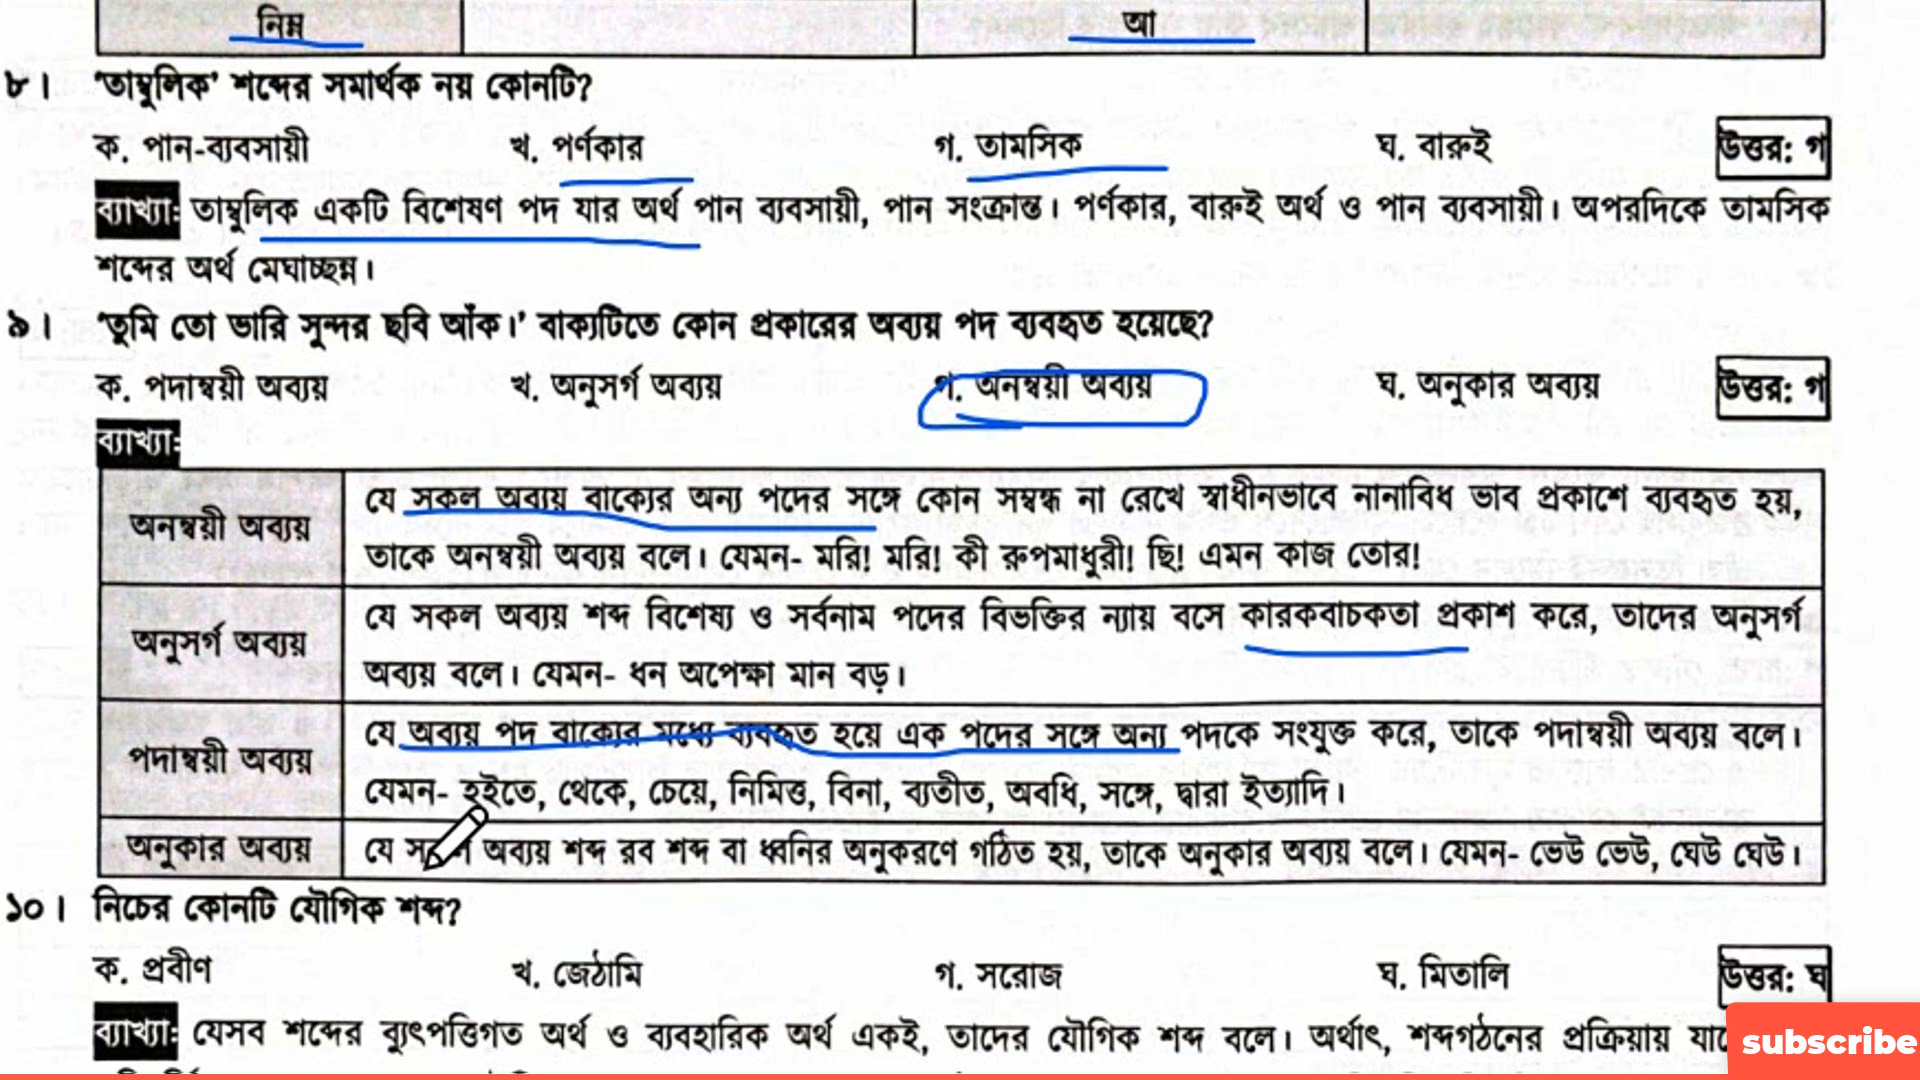 নিম্ন আ
৮। ‘তাম্বুলিক’ শব্দের সমার্থক নয় কোনটি?
ক. পান-ব্যবসায়ী খ. পর্ণকার গ. তামসিক ঘ. বারুই উত্তর: গ
ব্যাখ্যা: তাম্বুলিক একটি বিশেষণ পদ যার অর্থ পান ব্যবসায়ী, পান সংক্রান্ত। পর্ণকার, বারুই অর্থ ও পান ব্যবসায়ী। অপরদিকে তামসিক
শব্দের অর্থ মেঘাচ্ছন্ন।
৯। ‘তুমি তো ভারি সুন্দর ছবি আঁক।’ বাক্যটিতে কোন প্রকারের অব্যয় পদ ব্যবহৃত হয়েছে?
ক. পদান্বয়ী অব্যয় খ. অনুসর্গ অব্যয় গ. অনন্বয়ী অব্যয় ঘ. অনুকার অব্যয় উত্তর: গ
ব্যাখ্যা:
অনন্বয়ী অব্যয় যে সকল অব্যয় বাক্যের অন্য পদের সঙ্গে কোন সম্বন্ধ না রেখে স্বাধীনভাবে নানাবিধ ভাব প্রকাশে ব্যবহৃত হয়,
তাকে অনন্বয়ী অব্যয় বলে। যেমন- মরি! মরি! কী রুপমাধুরী! ছি! এমন কাজ তোর!
অনুসর্গ অব্যয় যে সকল অব্যয় শব্দ বিশেষ্য ও সর্বনাম পদের বিভক্তির ন্যায় বসে কারকবাচকতা প্রকাশ করে, তাদের অনুসর্গ
অব্যয় বলে। যেমন- ধন অপেক্ষা মান বড়।
পদান্বয়ী অব্যয় যে অব্যয় পদ বাক্যের মধ্যে ব্যবহৃত হয়ে এক পদের সঙ্গে অন্য পদকে সংযুক্ত করে, তাকে পদান্বয়ী অব্যয় বলে।
যেমন- হইতে, থেকে, চেয়ে, নিমিত্ত, বিনা, ব্যতীত, অবধি, সঙ্গে, দ্বারা ইত্যাদি।
অনুকার অব্যয় যে সকল অব্যয় শব্দ রব শব্দ বা ধ্বনির অনুকরণে গঠিত হয়, তাকে অনুকার অব্যয় বলে। যেমন- ভেউ ভেউ, ঘেউ ঘেউ।
১০। নিচের কোনটি যৌগিক শব্দ?
ক. প্রবীণ খ. জেঠামি গ. সরোজ ঘ. মিতালি উত্তর: ঘ
ব্যাখ্যা: যেসব শব্দের ব্যুৎপত্তিগত অর্থ ও ব্যবহারিক অর্থ একই, তাদের যৌগিক শব্দ বলে। অর্থাৎ, শব্দগঠনের প্রক্রিয়ায়
subscribe